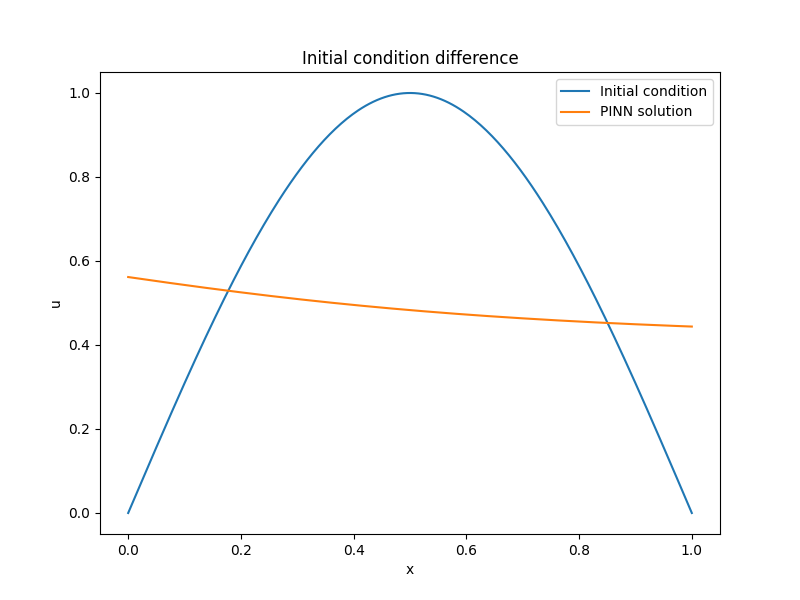 Initial condition difference
Initial condition
PINN solution
1.0
0.8
0.6
0.4
0.2
0.0
u
0.0 0.2 0.4 0.6 0.8 1.0
x